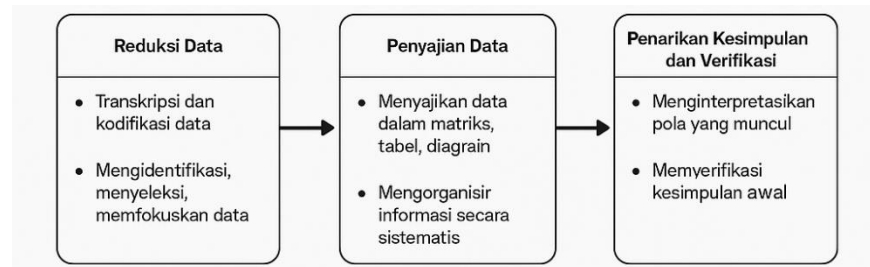 Reduksi Data
• Transkripsi dan
kodifikasi data
• Mengidentifikasi,
menyeleksi,
memfokuskan data
Penyajian Data
• Menyajikan data
dalam matriks,
tabel, diagrain
• Mengorganisir
informasi secara
sistematis
Penarikan Kesimpulan
dan Verifikasi
• Menginterpretasikan
pola yang muncul
• Memyerifikasi
kesimpulan awal